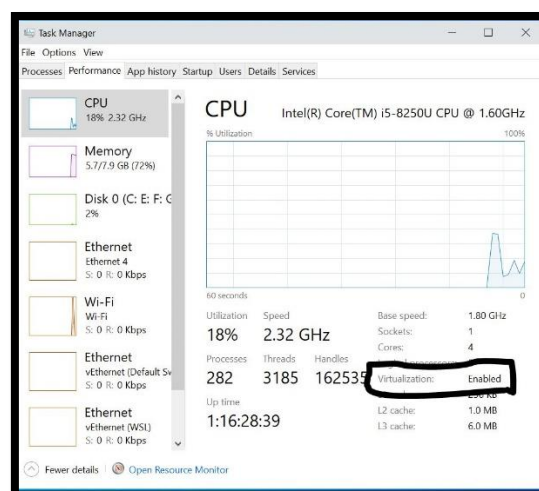 Task Manager
File Options View
Processes Performance App history Startup Users Details Services
CPU
18% 2.32 GHz
Memory
5.7/7.9 GB (72%)
Disk 0 (C: E: F: G
2%
Ethernet
Ethernet 4
S: 0 R: 0 Kbps
Wi-Fi
Wi-Fi
S: 0 R: 0 Kbps
Ethernet
vEthernet (Default Sw
S: 0 R: 0 Kbps
Ethernet
vEthernet (WSL)
S: 0 R: 0 Kbps
CPU Intel(R) Core(TM) i5-8250U CPU @ 1.60GHz
% Utilization 100%
60 seconds 0
Utilization Speed
18% 2.32 GHz
Processes Threads Handles
282 3185 162535
Up time
1:16:28:39
Base speed: 1.80 GHz
Sockets: 1
Cores: 4
Virtualization: Enabled
L2 cache: 1.0 MB
L3 cache: 6.0 MB
Fewer details Open Resource Monitor